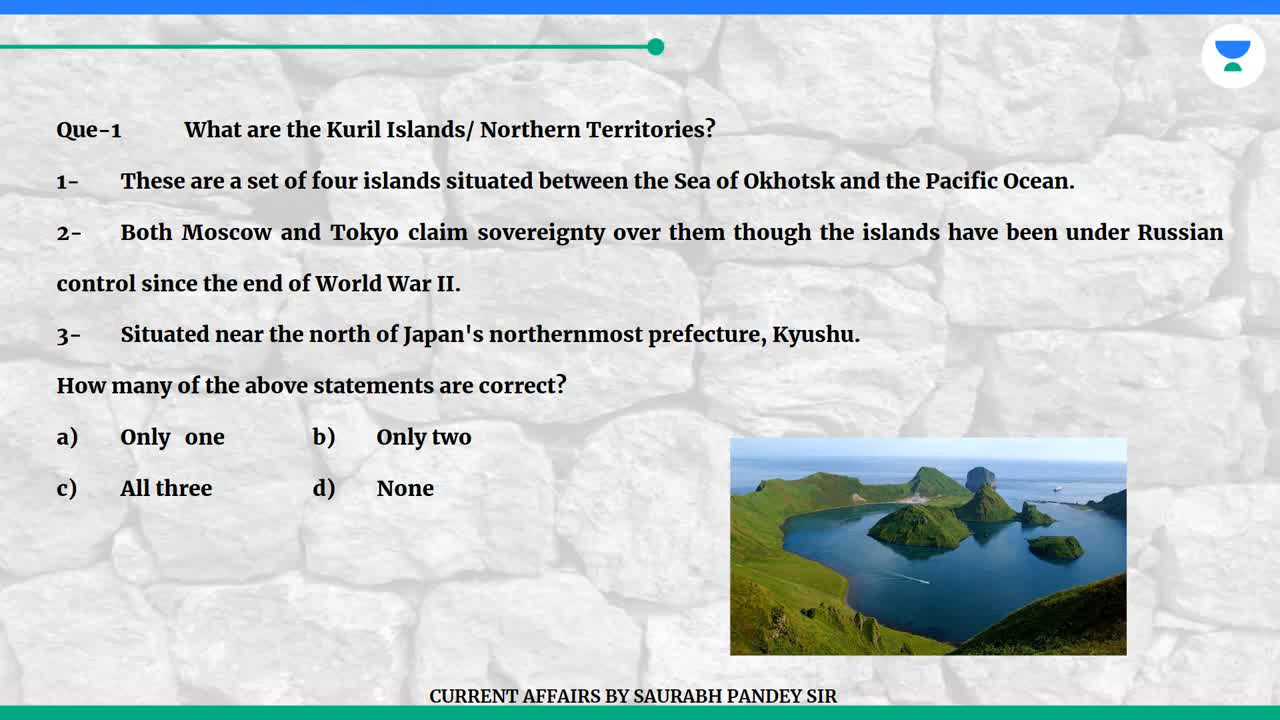 Que-1 What are the Kuril Islands/ Northern Territories?
1- These are a set of four islands situated between the Sea of Okhotsk and the Pacific Ocean.
2- Both Moscow and Tokyo claim sovereignty over them though the islands have been under Russian
control since the end of World War II.
3- Situated near the north of Japan's northernmost prefecture, Kyushu.
How many of the above statements are correct?
a) Only one b) Only two
c) All three d) None
CURRENT AFFAIRS BY SAURABH PANDEY SIR